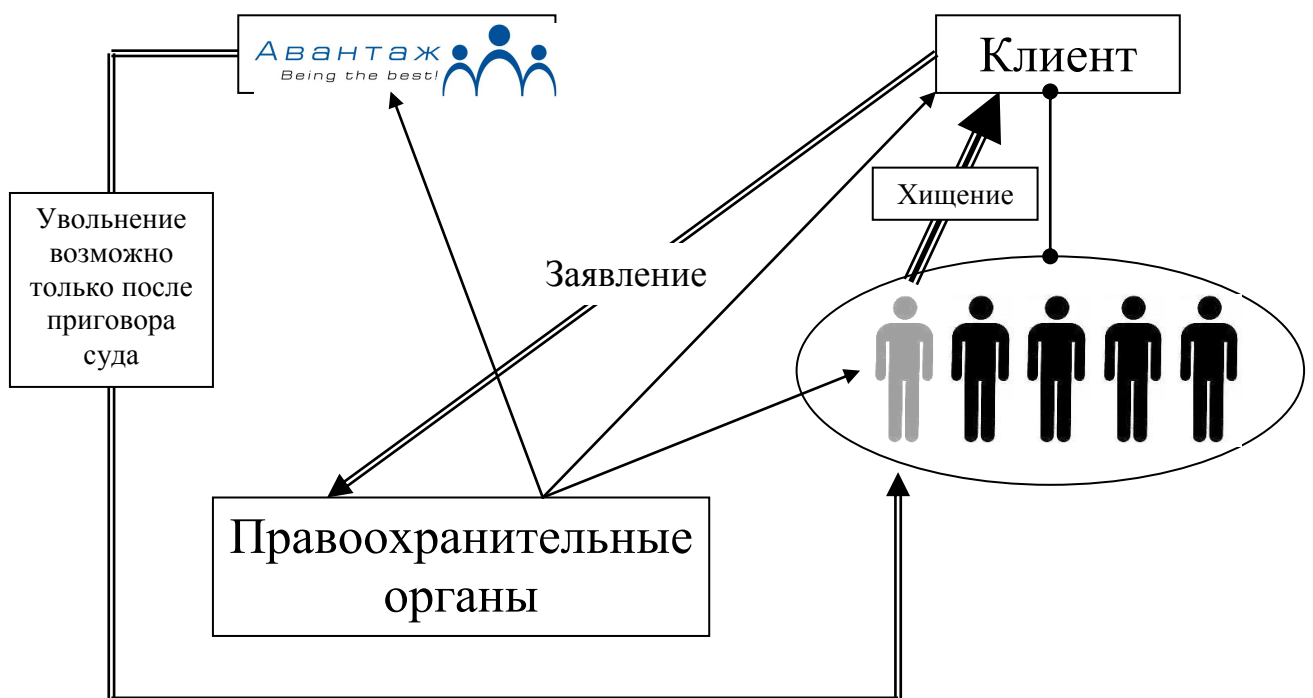 Авантаж
Being the best!
Клиент
Хищение
Увольнение
возможно
только после
приговора
суда
Заявление
Правоохранительные
органы